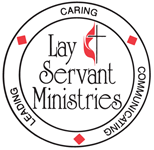 CARING
Lay
Servant
Ministries
LEADING
COMMUNICATING